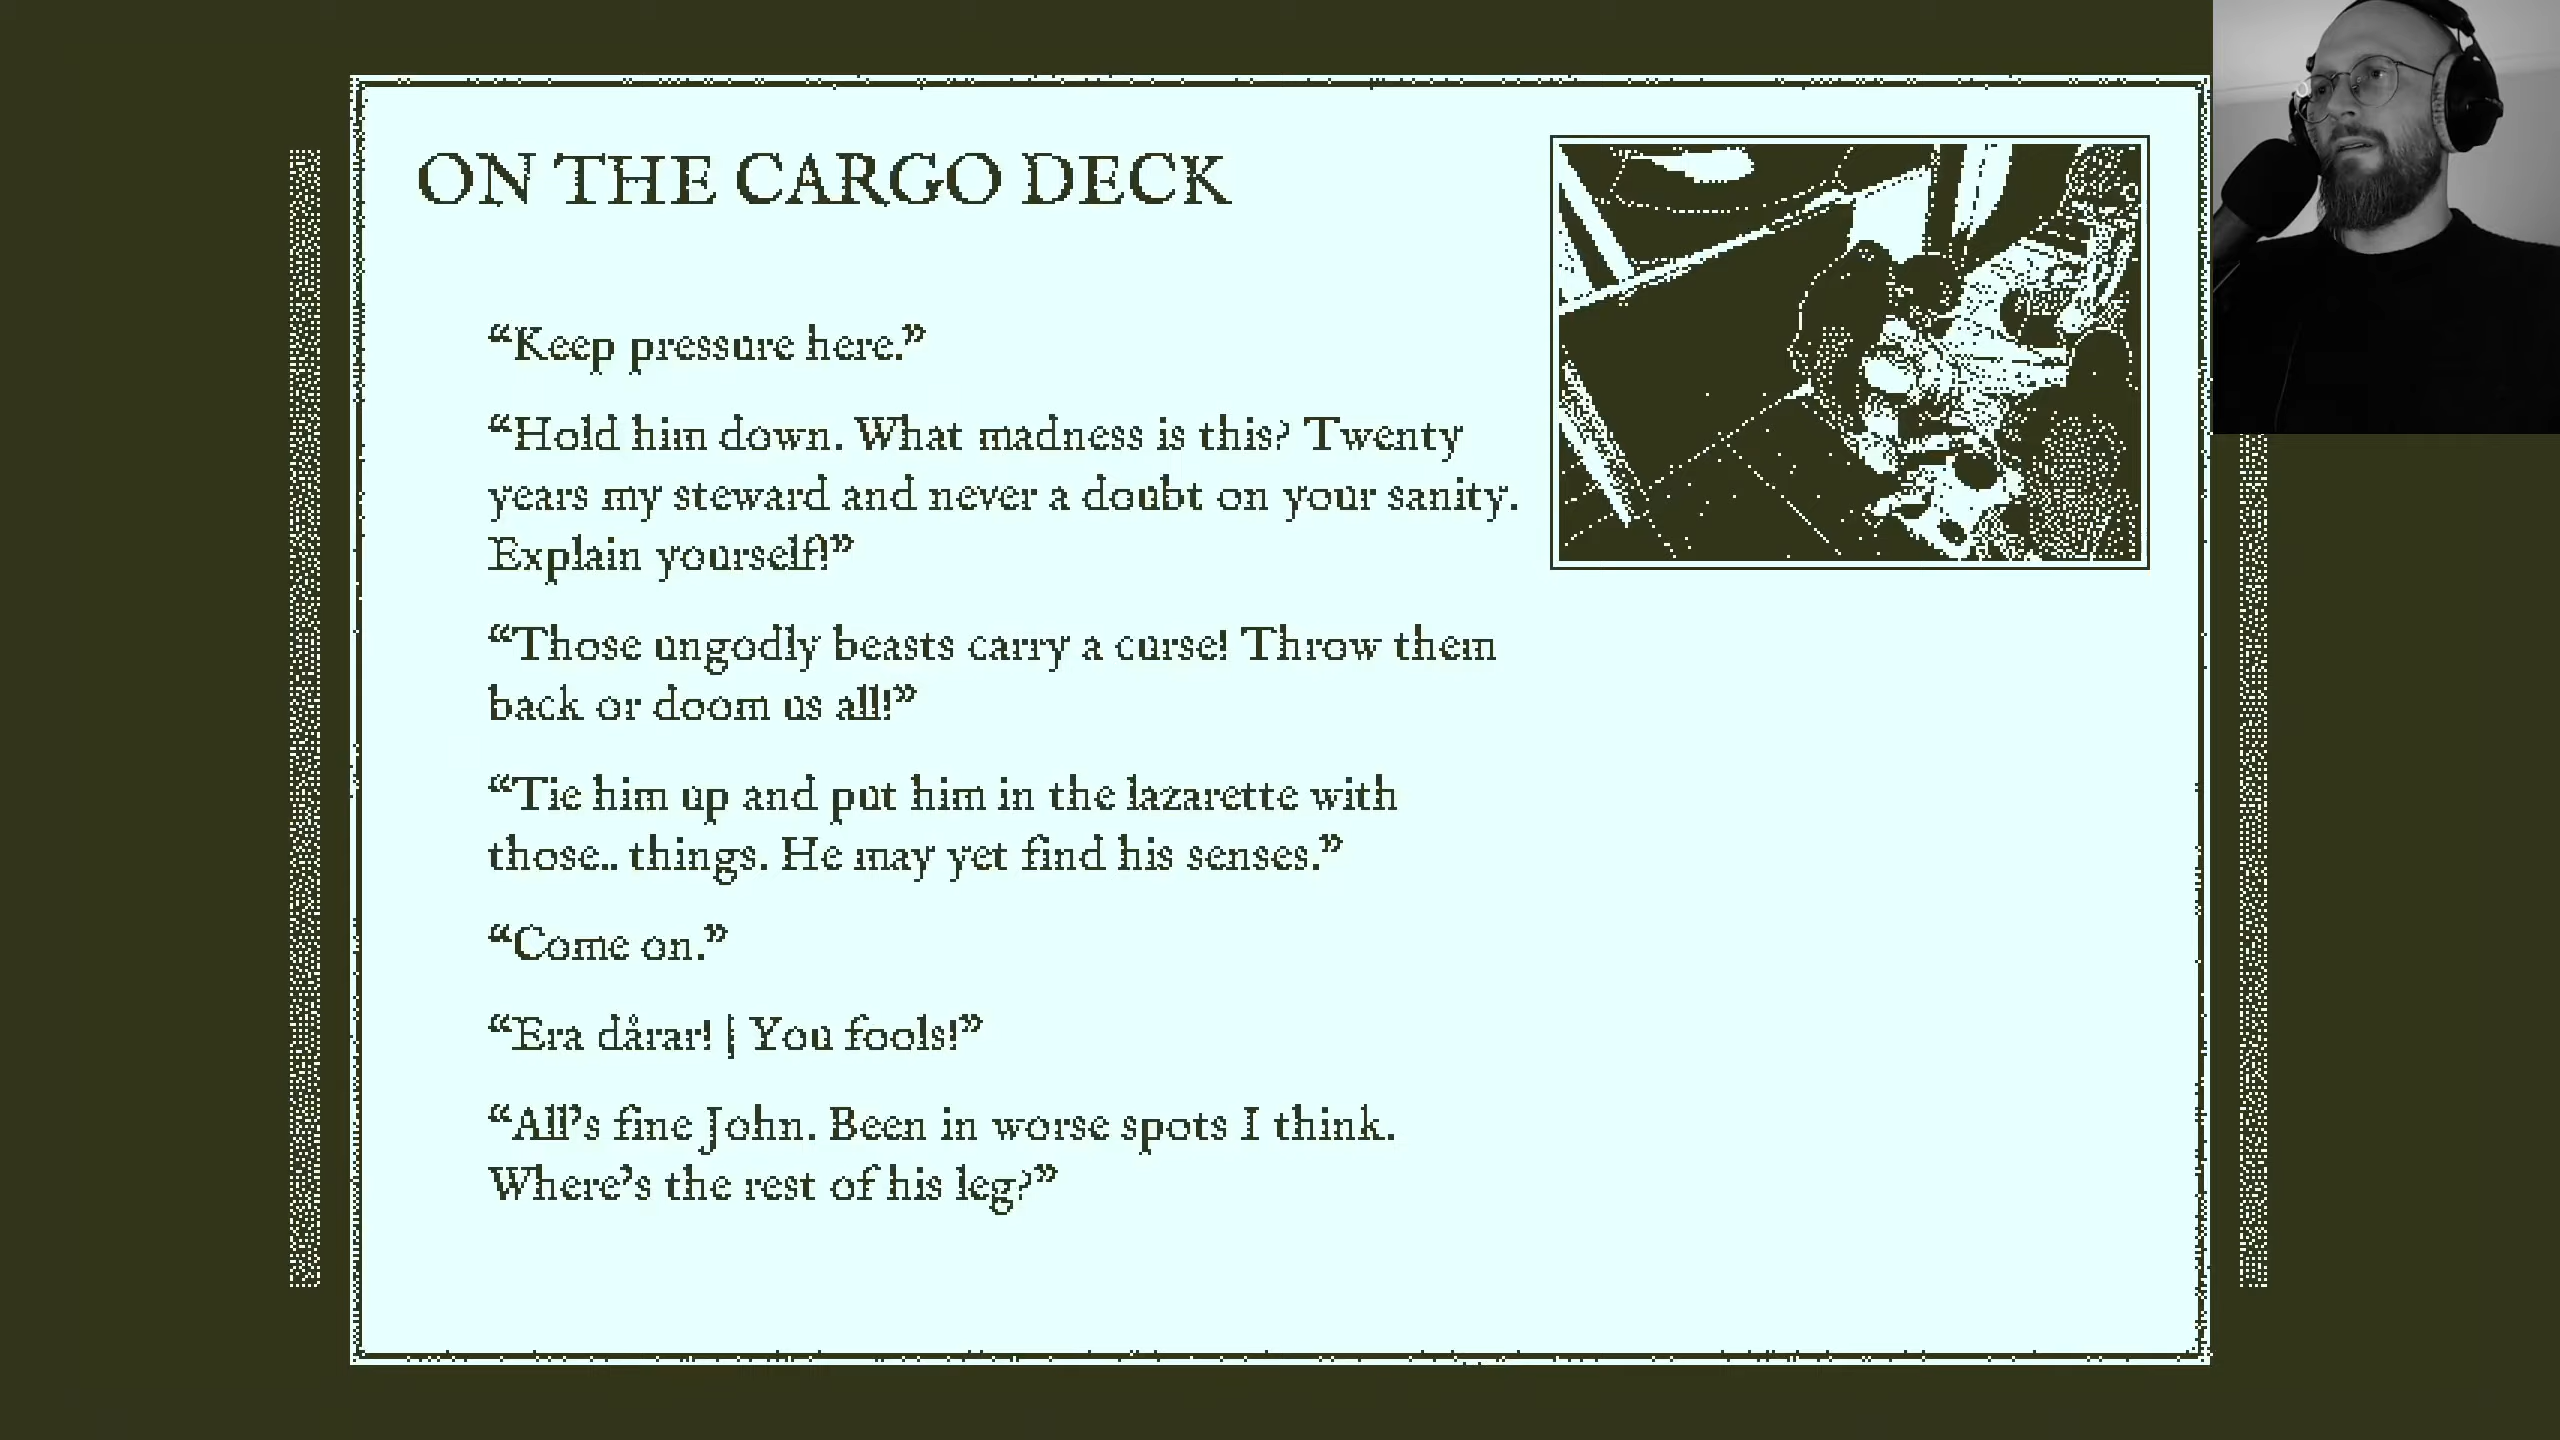 ON THE CARGO DECK
“Keep pressure here.”
“Hold him down. What madness is this? Twenty
years my steward and never a doubt on your sanity.
Explain yourself!”
“Those ungodly beasts carry a curse! Throw them
back or doom us all!”
“Tie him up and put him in the lazarette with
those.. things. He may yet find his senses.”
“Come on.”
“Era dårar! | You fools!”
“All’s fine John. Been in worse spots I think.
Where’s the rest of his leg?”